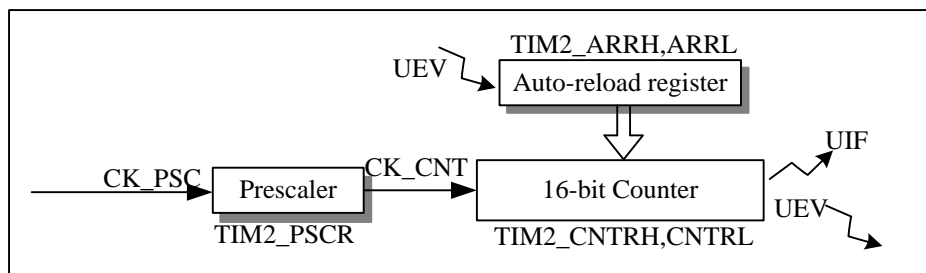 TIM2_ARRH,ARRL
UEV
Auto-reload register
UIF
CK_PSC
Prescaler
CK_CNT
16-bit Counter
UEV
TIM2_PSCR
TIM2_CNTRH,CNTRL